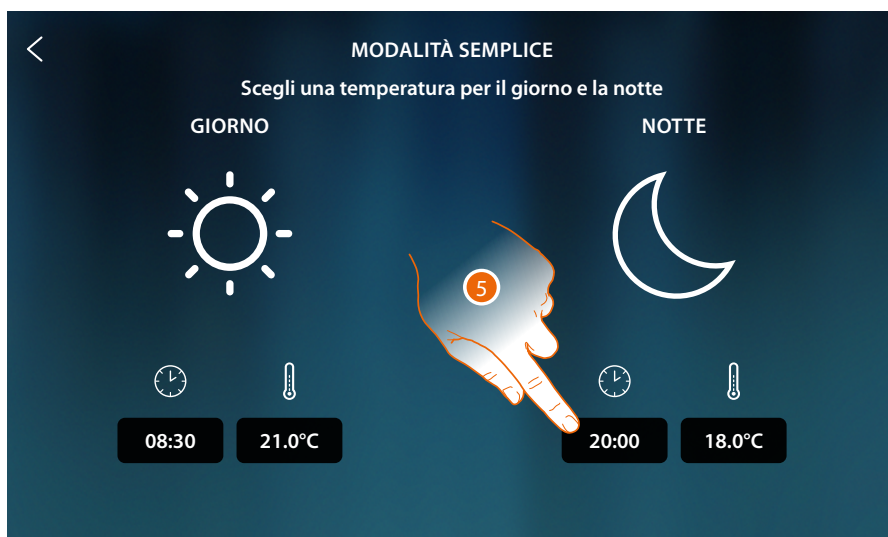 MODALITÀ SEMPLICE
Scegli una temperatura per il giorno e la notte
GIORNO
NOTTE
5
08:30
21.0°C
20:00
18.0°C